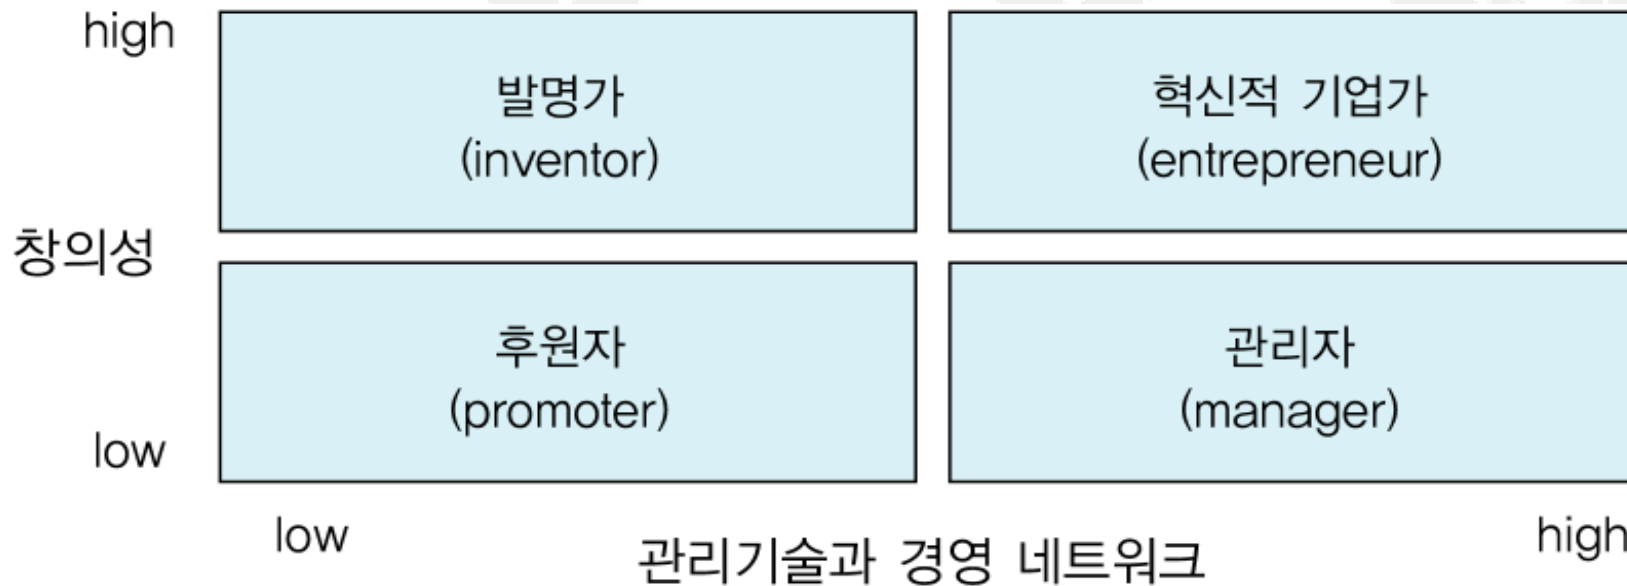 high
발명가
(inventor)
혁신적 기업가
(entrepreneur)
창의성
후원자
(promoter)
관리자
(manager)
low
low
관리기술과 경영 네트워크
high